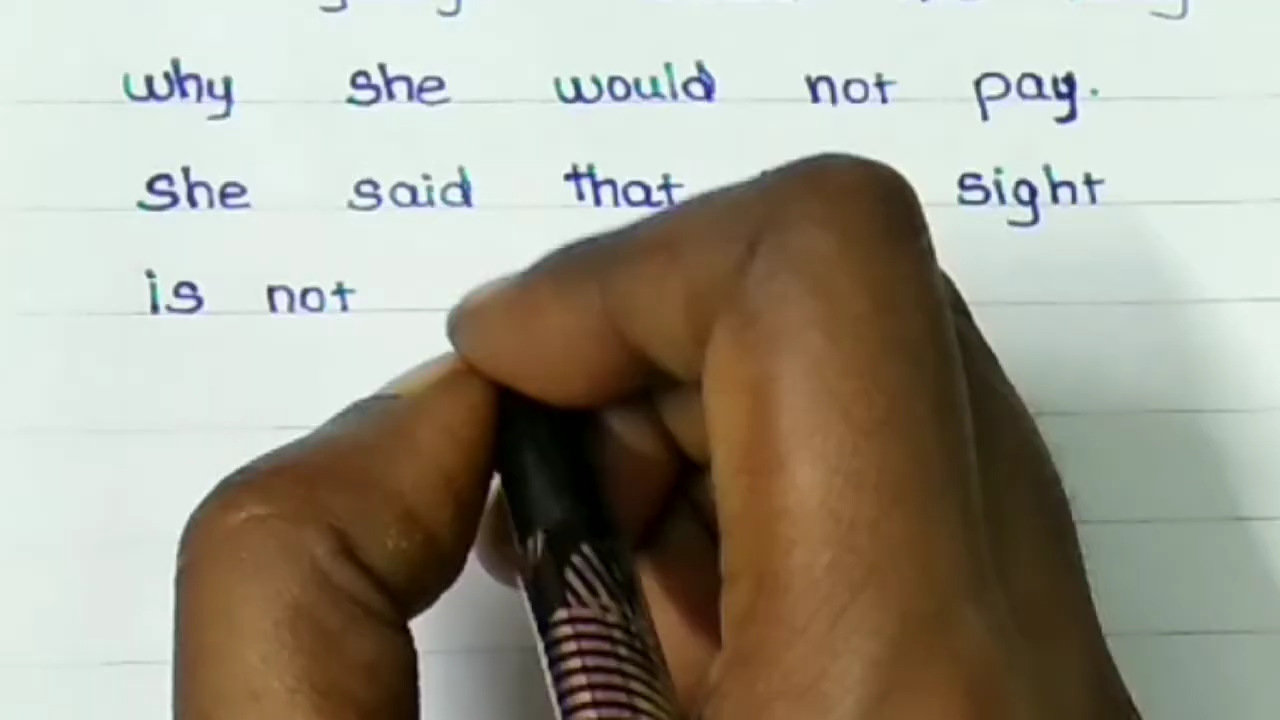 why she would not pay.
She said that sight
is not